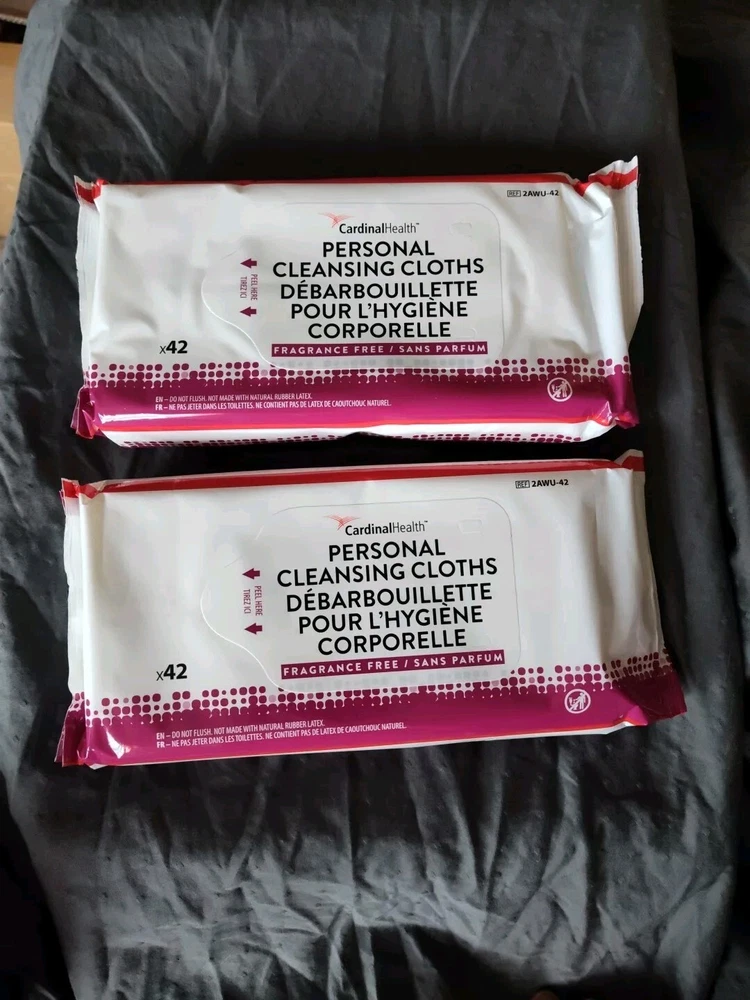 REF 2AWU-42
CardinalHealth™
PERSONAL
CLEANSING CLOTHS
DÉBARBOUILLETTE
POUR L'HYGIÈNE
CORPORELLE
FRAGRANCE FREE / SANS PARFUM
PEEL HERE
TIREZ ICI
x42
EN – DO NOT FLUSH. NOT MADE WITH NATURAL RUBBER LATEX.
FR – NE PAS JETER DANS LES TOILETTES. NE CONTIENT PAS DE LATEX DE CAOUTCHOUC NATUREL.
REF 2AWU-42
CardinalHealth™
PERSONAL
CLEANSING CLOTHS
DÉBARBOUILLETTE
POUR L'HYGIÈNE
CORPORELLE
FRAGRANCE FREE / SANS PARFUM
PEEL HERE
TIREZ ICI
x42
EN – DO NOT FLUSH. NOT MADE WITH NATURAL RUBBER LATEX.
FR – NE PAS JETER DANS LES TOILETTES. NE CONTIENT PAS DE LATEX DE CAOUTCHOUC NATUREL.